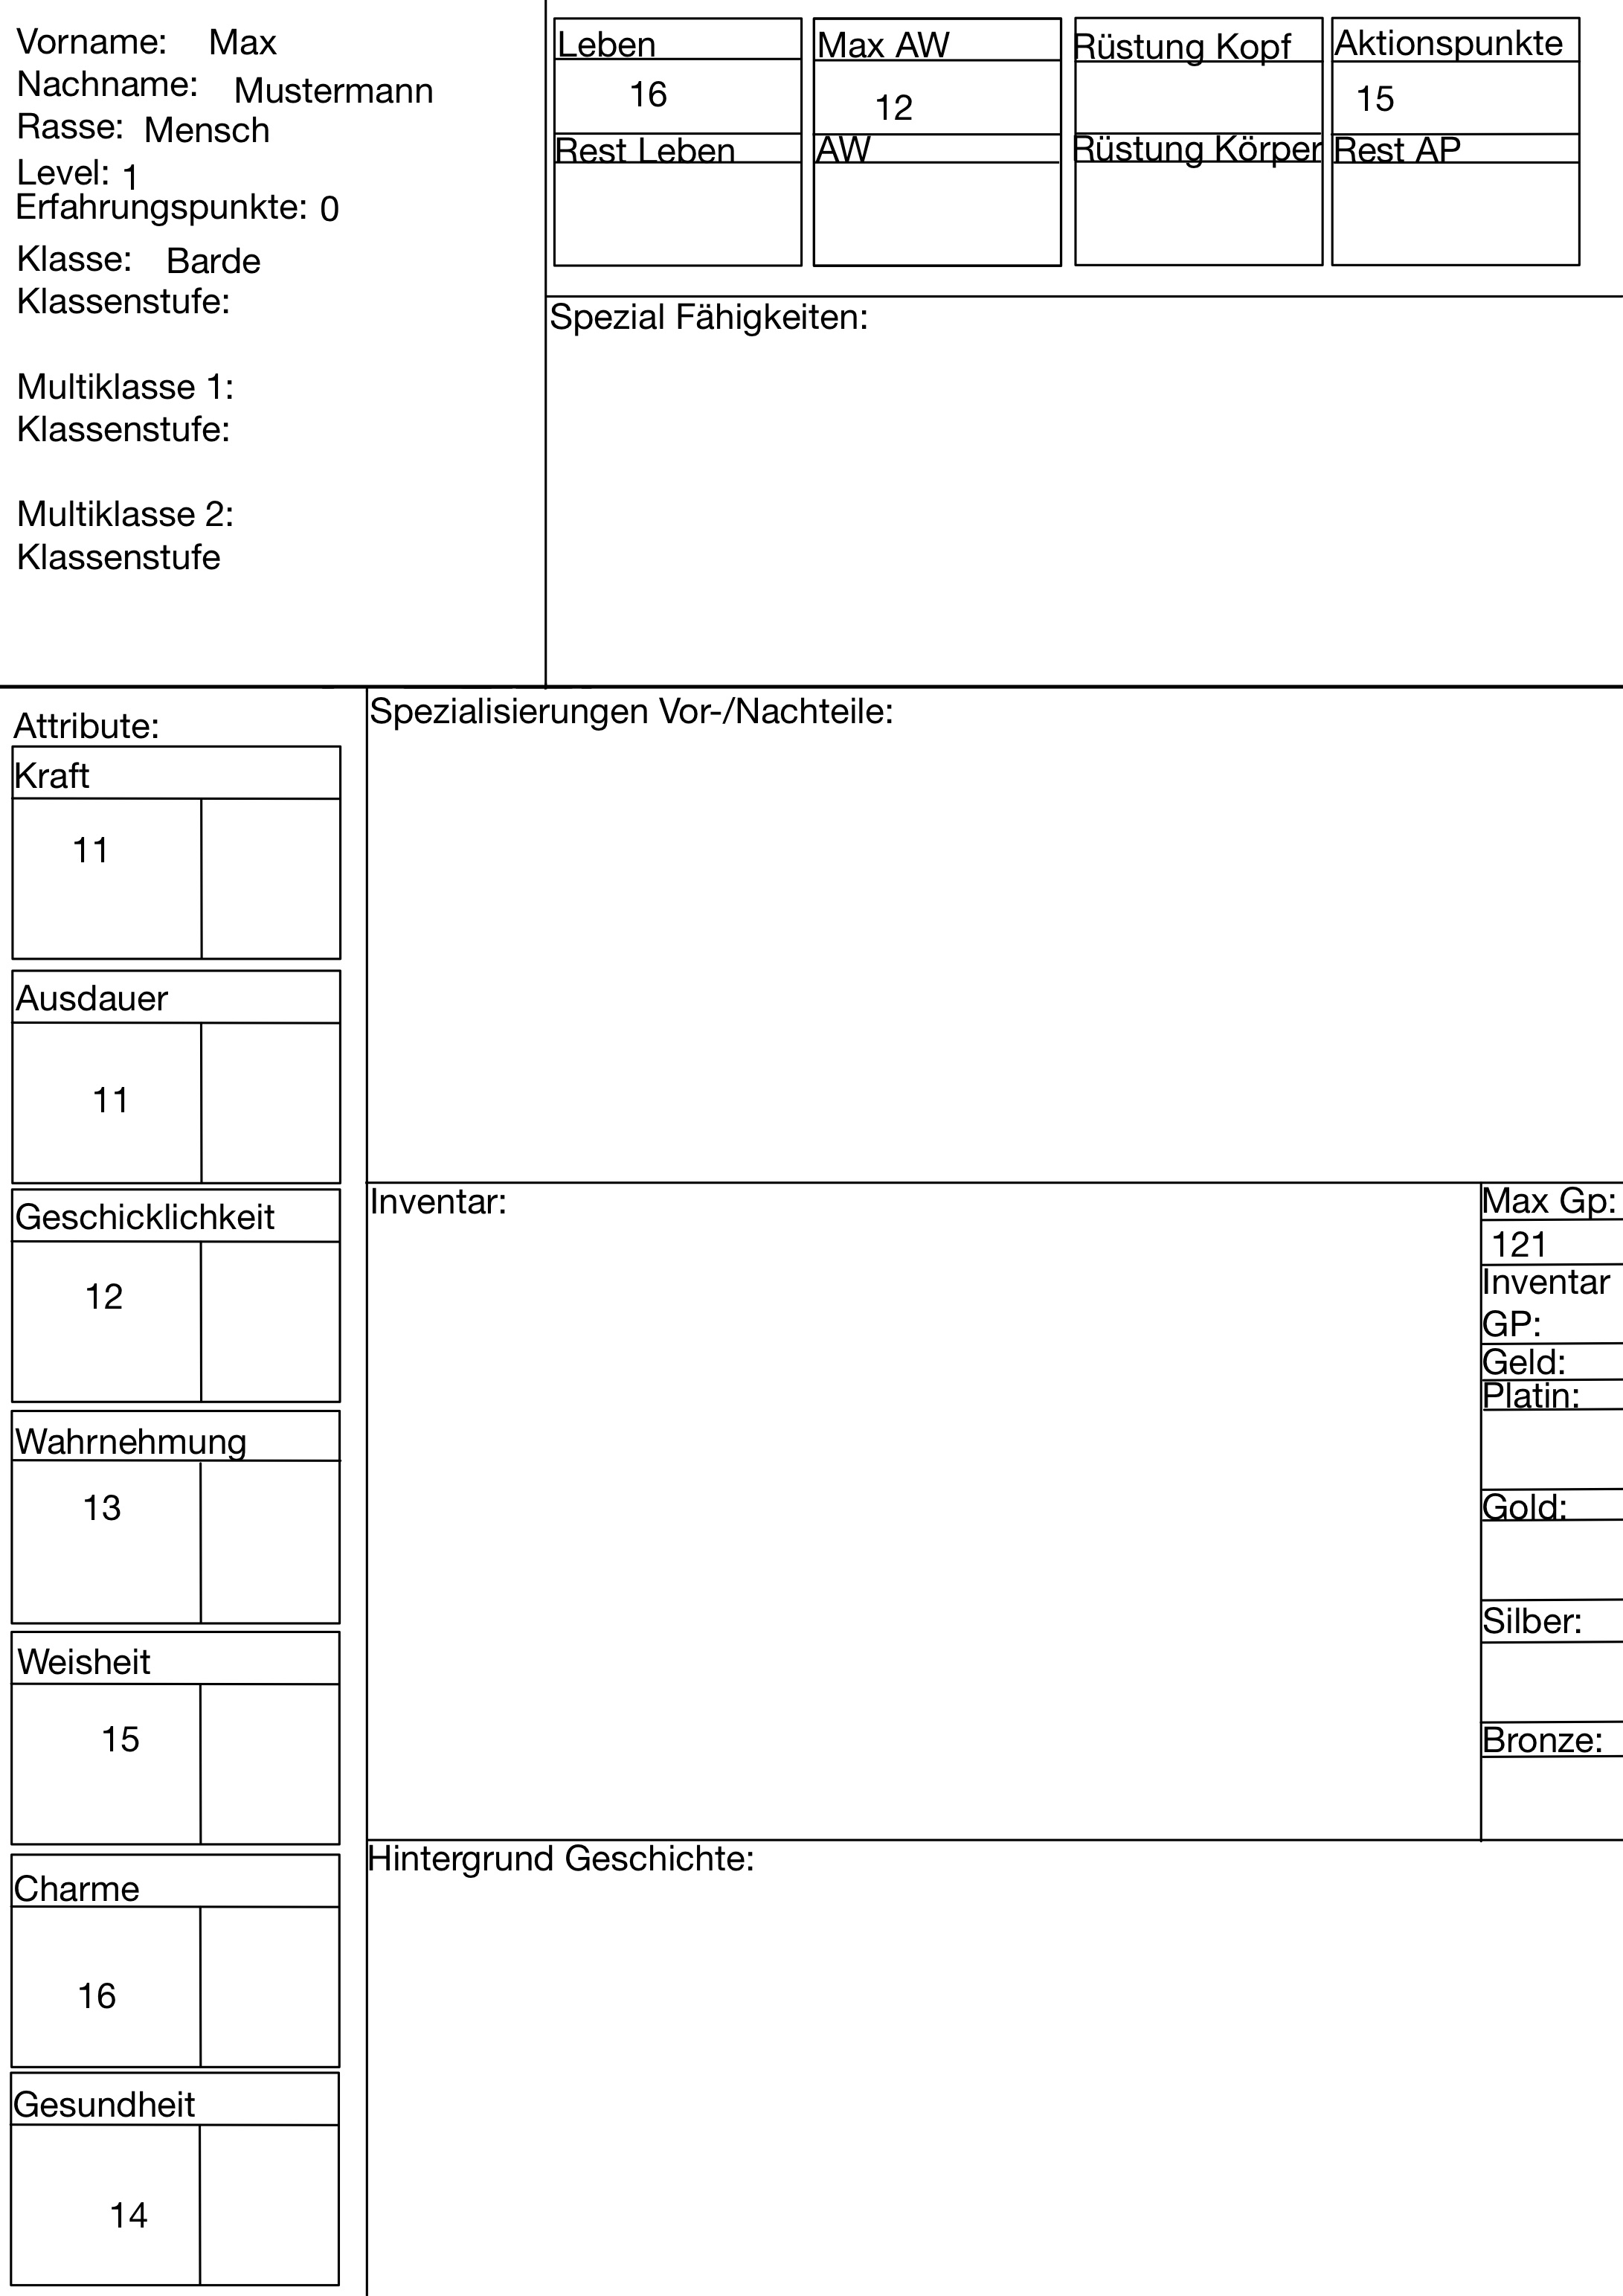 Vorname: Max
Nachname: Mustermann
Rasse: Mensch
Level: 1
Erfahrungspunkte: 0
Klasse: Barde
Klassenstufe:
Multiklasse 1:
Klassenstufe:
Multiklasse 2:
Klassenstufe
Leben
16
Rest Leben
Max AW
12
AW
Rüstung Kopf
Rüstung Körper
Aktionspunkte
15
Rest AP
Spezial Fähigkeiten:
Attribute:
Kraft
11
Ausdauer
11
Geschicklichkeit
12
Wahrnehmung
13
Weisheit
15
Charme
16
Gesundheit
14
Spezialisierungen Vor-/Nachteile:
Inventar:
Max Gp:
121
Inventar
GP:
Geld:
Platin:
Gold:
Silber:
Bronze:
Hintergrund Geschichte: